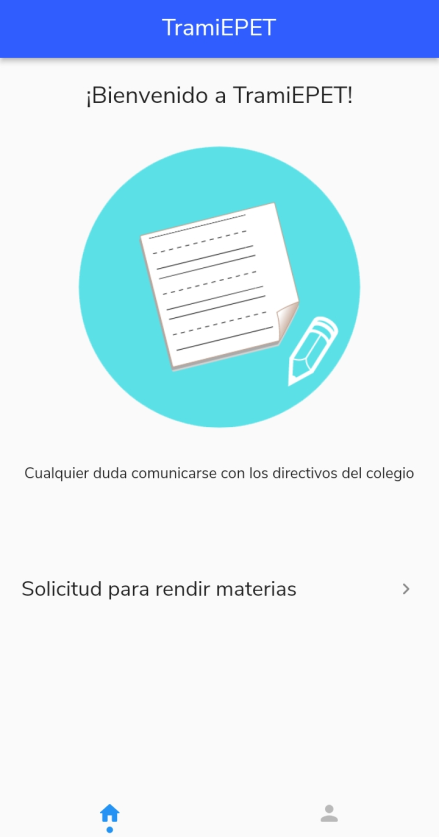 TramiEPET
¡Bienvenido a TramiEPET!
Cualquier duda comunicarse con los directivos del colegio
Solicitud para rendir materias